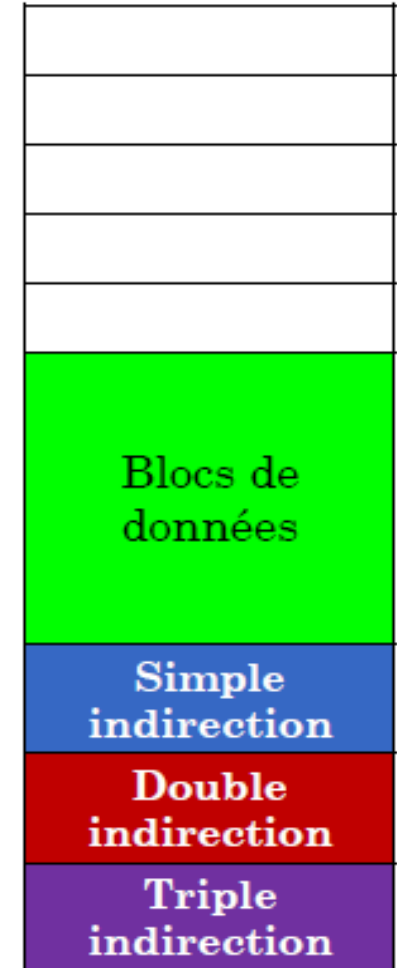 Blocs de
données
Simple
indirection
Double
indirection
Triple
indirection